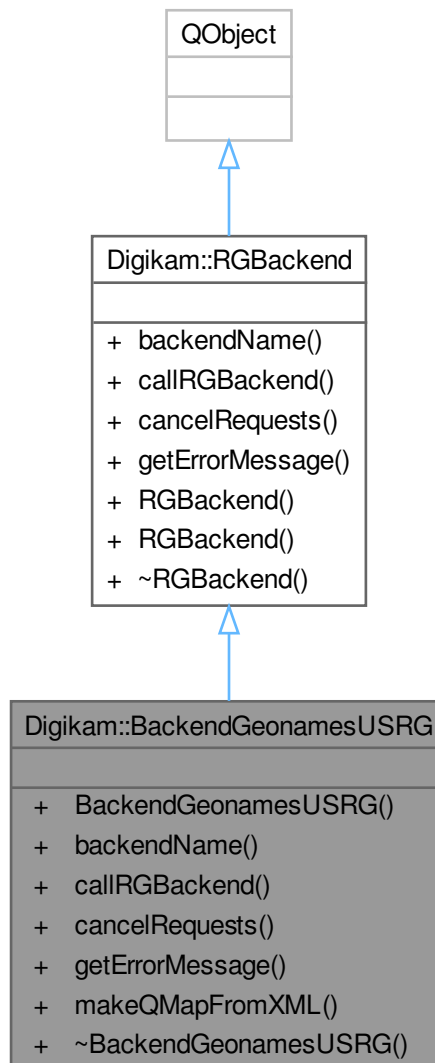 QObject
Digikam::RGBackend
+ backendName()
+ callRGBackend()
+ cancelRequests()
+ getErrorMessage()
+ RGBackend()
+ RGBackend()
+ ~RGBackend()
Digikam::BackendGeonamesUSRG
+ BackendGeonamesUSRG()
+ backendName()
+ callRGBackend()
+ cancelRequests()
+ getErrorMessage()
+ makeQMapFromXML()
+ ~BackendGeonamesUSRG()